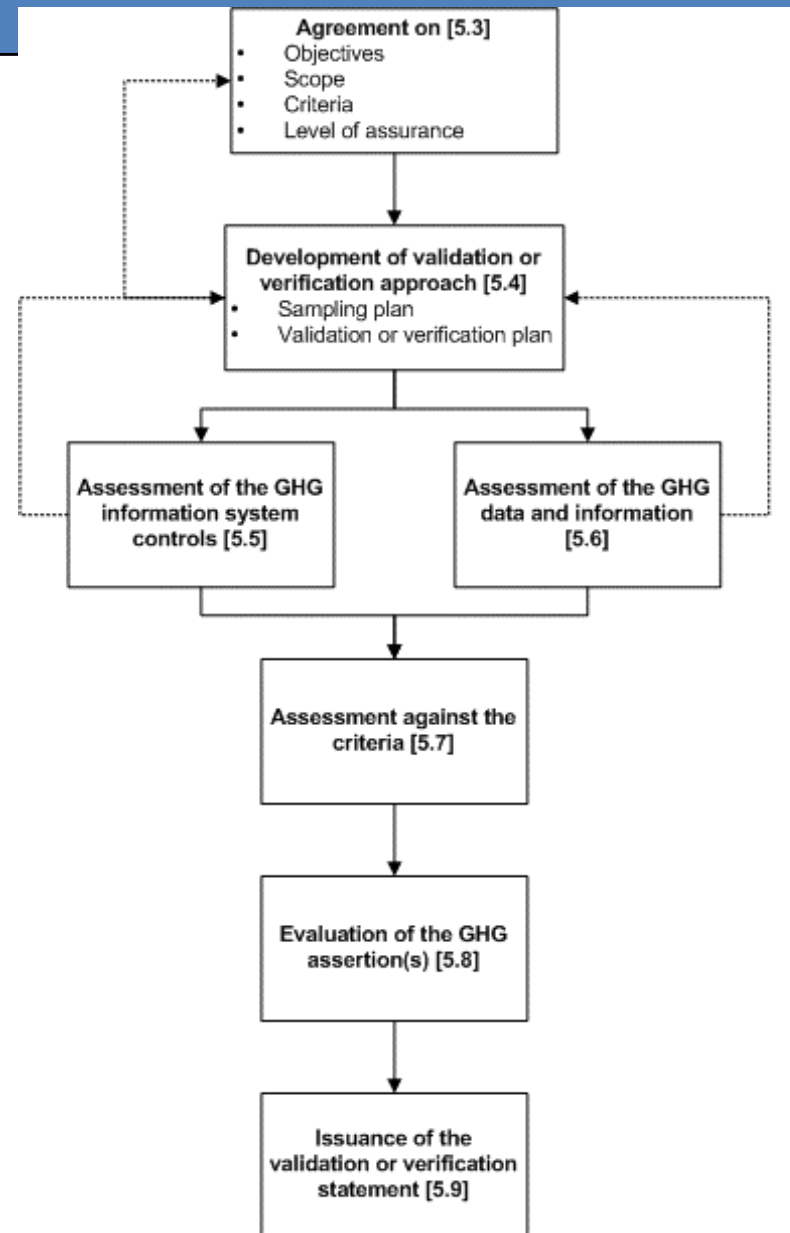 Agreement on [5.3]
• Objectives
• Scope
• Criteria
• Level of assurance
Development of validation or
verification approach [5.4]
• Sampling plan
• Validation or verification plan
Assessment of the GHG
information system
controls [5.5]
Assessment of the GHG
data and information
[5.6]
Assessment against the
criteria [5.7]
Evaluation of the GHG
assertion(s) [5.8]
Issuance of the
validation or verification
statement [5.9]